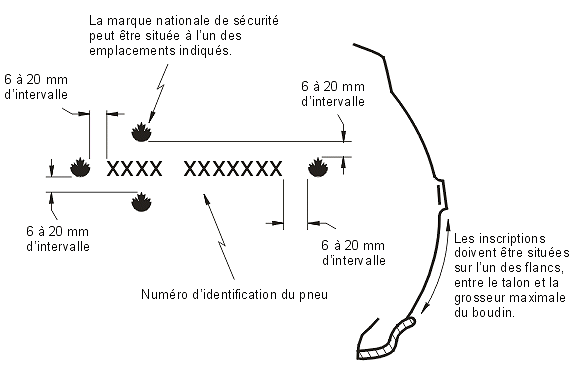 La marque nationale de sécurité
peut être située à l'un des
emplacements indiqués.
6 à 20 mm
d'intervalle
6 à 20 mm
d'intervalle
XXXX XXXXXXX
6 à 20 mm
d'intervalle
6 à 20 mm
d'intervalle
Numéro d'identification du pneu
Les inscriptions
doivent être situées
sur l'un des flancs,
entre le talon et la
grosseur maximale
du boudin.